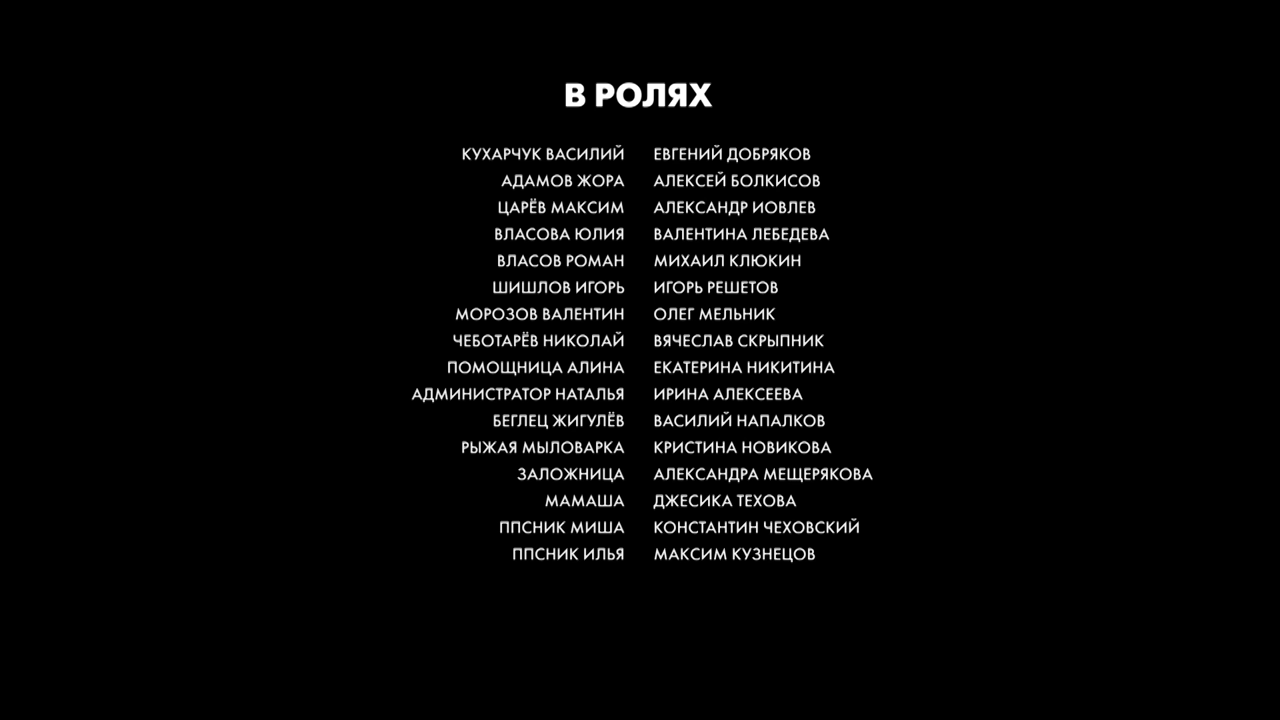 В РОЛЯХ
КУХАРЧУК ВАСИЛИЙ ЕВГЕНИЙ ДОБРЯКОВ
АДАМОВ ЖОРА АЛЕКСЕЙ БОЛКИСОВ
ЦАРЁВ МАКСИМ АЛЕКСАНДР ИОВЛЕВ
ВЛАСОВА ЮЛИЯ ВАЛЕНТИНА ЛЕБЕДЕВА
ВЛАСОВ РОМАН МИХАИЛ КЛЮКИН
ШИШЛОВ ИГОРЬ ИГОРЬ РЕШЕТОВ
МОРОЗОВ ВАЛЕНТИН ОЛЕГ МЕЛЬНИК
ЧЕБОТАРЁВ НИКОЛАЙ ВЯЧЕСЛАВ СКРЫПНИК
ПОМОЩНИЦА АЛИНА ЕКАТЕРИНА НИКИТИНА
АДМИНИСТРАТОР НАТАЛЬЯ ИРИНА АЛЕКСЕЕВА
БЕГЛЕЦ ЖИГУЛЁВ ВАСИЛИЙ НАПАЛКОВ
РЫЖАЯ МЫЛОВАРКА КРИСТИНА НОВИКОВА
ЗАЛОЖНИЦА АЛЕКСАНДРА МЕЩЕРЯКОВА
МАМАША ДЖЕСИКА ТЕХОВА
ППСНИК МИША КОНСТАНТИН ЧЕХОВСКИЙ
ППСНИК ИЛЬЯ МАКСИМ КУЗНЕЦОВ